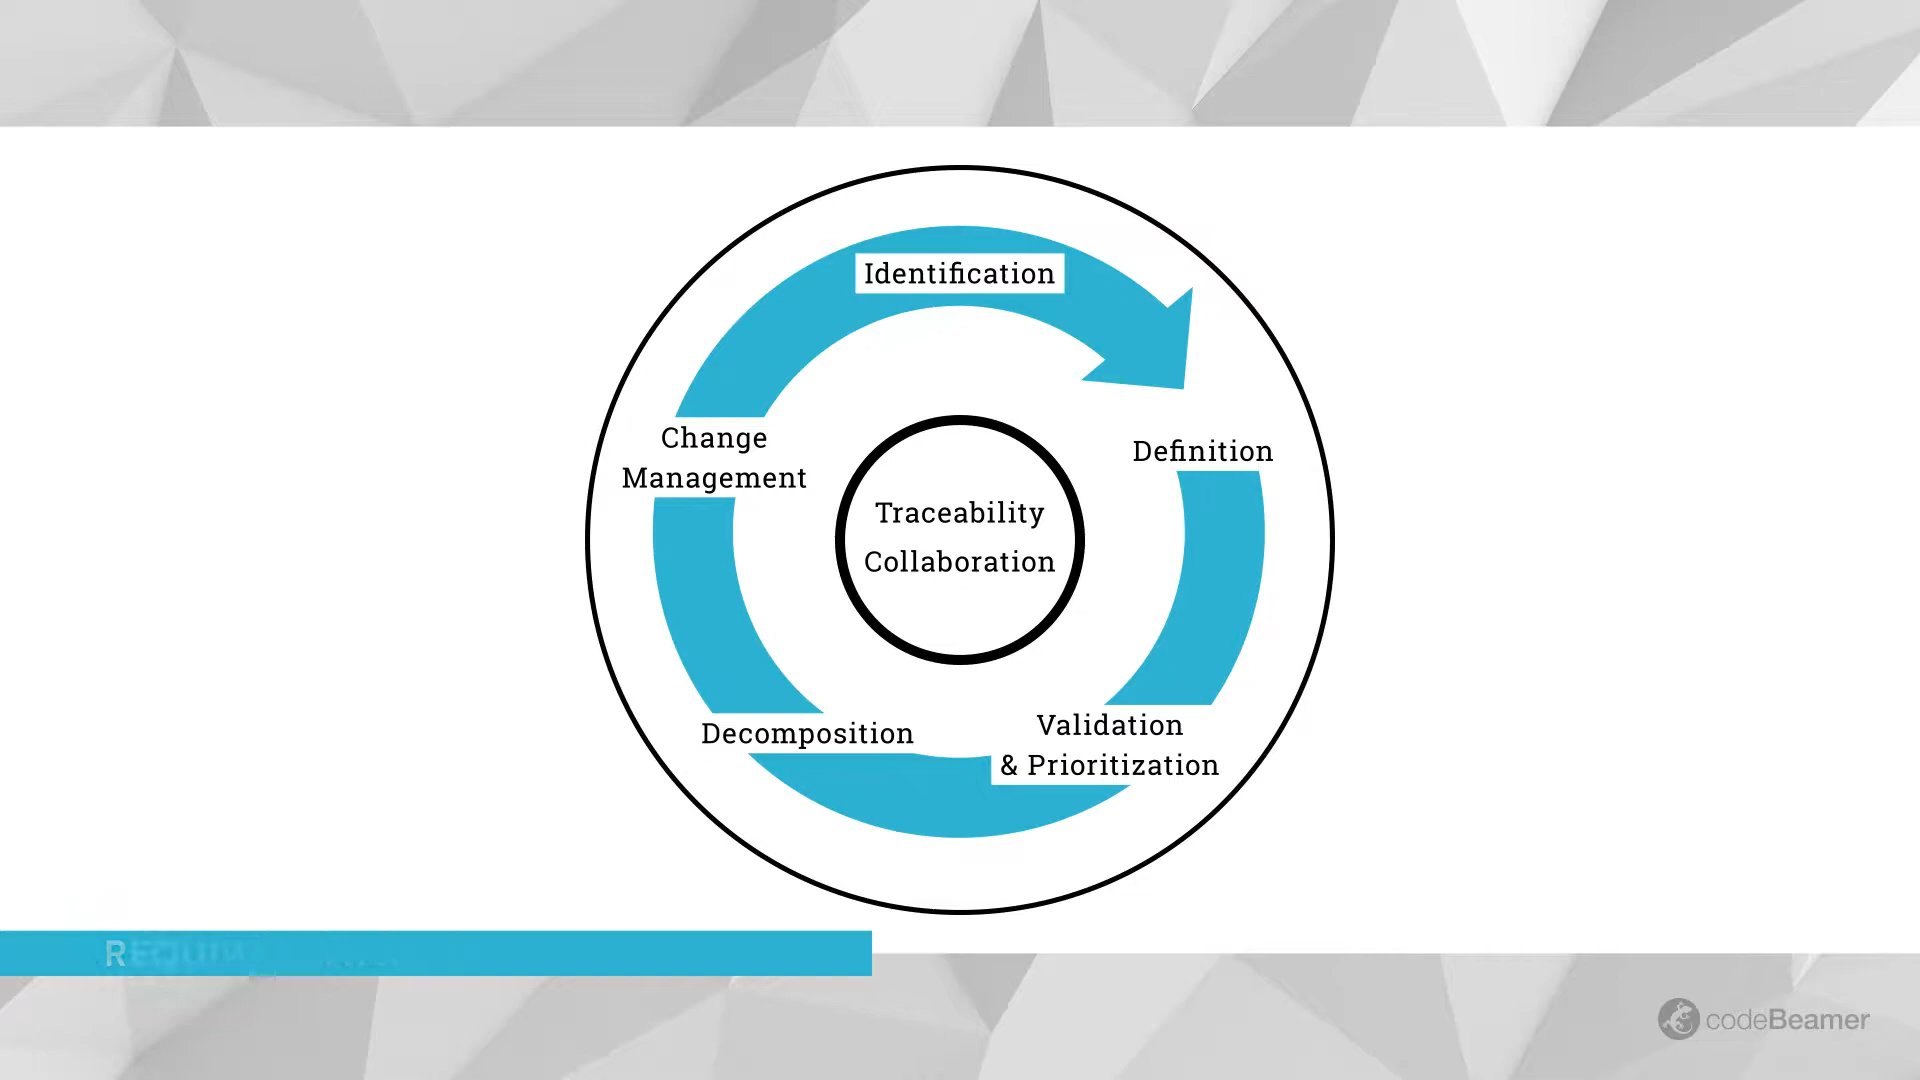 Identification
Definition
Change
Management
Traceability
Collaboration
Decomposition
Validation
& Prioritization
codeBeamer